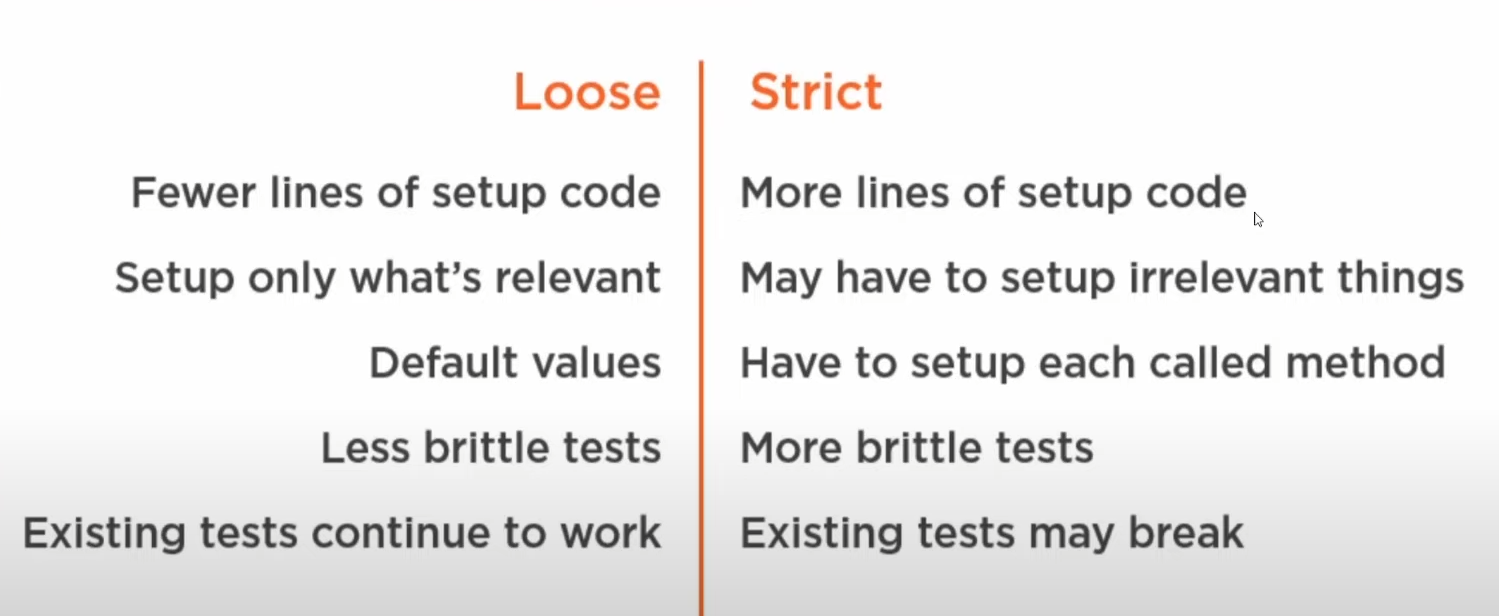 Loose
Strict
Fewer lines of setup code
More lines of setup code
Setup only what's relevant
May have to setup irrelevant things
Default values
Have to setup each called method
Less brittle tests
More brittle tests
Existing tests continue to work
Existing tests may break